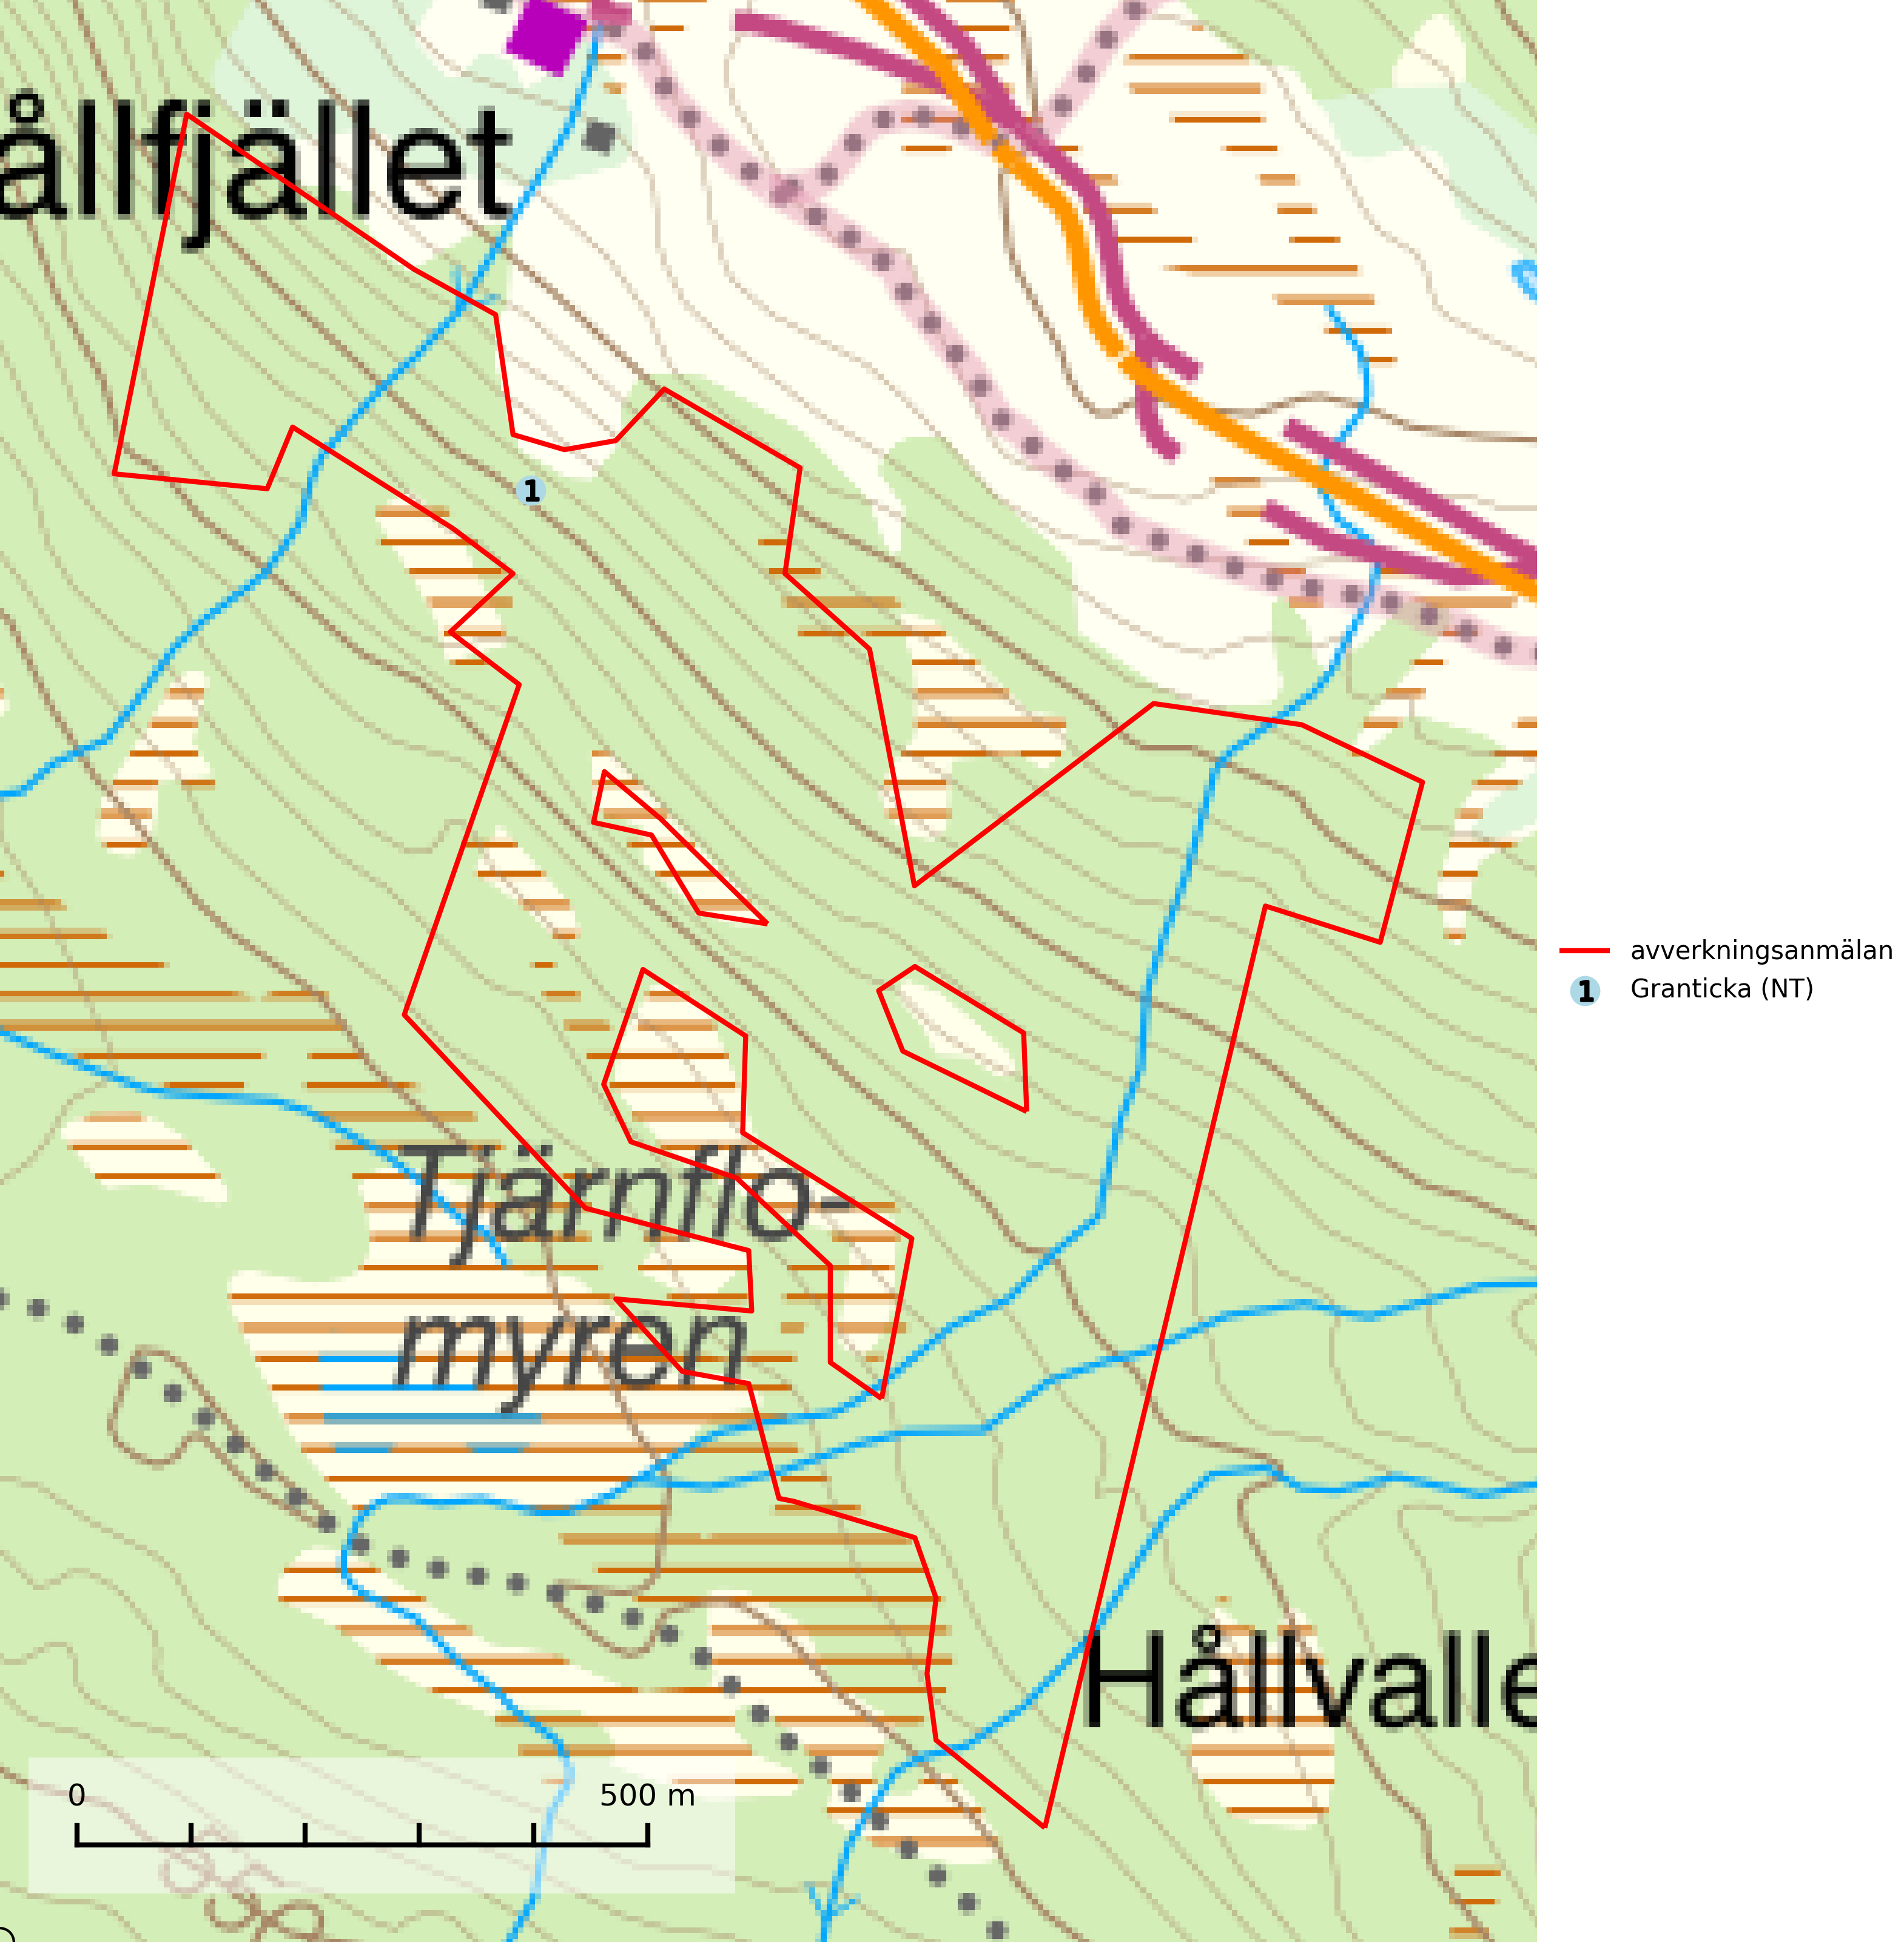 ållfjället
1
avverkningsanmälan
1 Granticka (NT)
Tjärnflo-
myren
Hållvalle
0 500 m